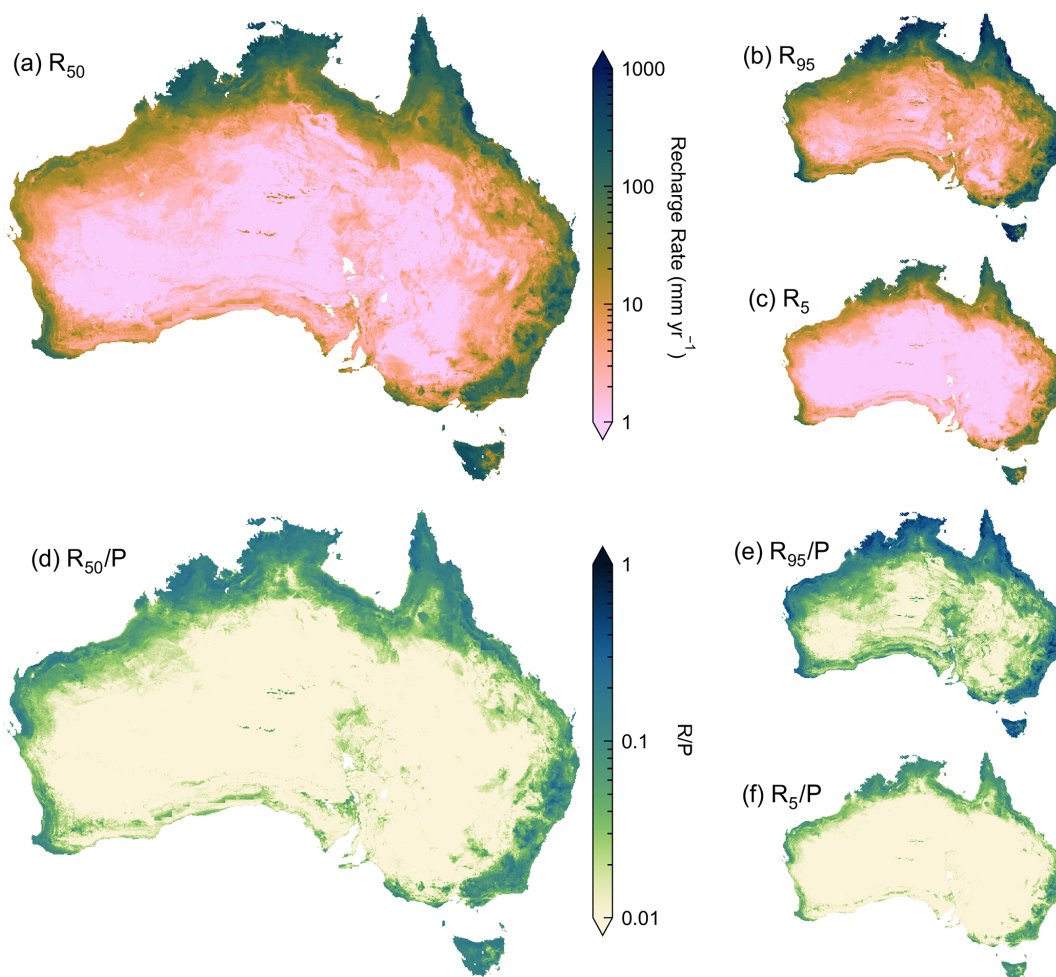 (a) R₅₀
1000
100
10
1
Recharge Rate (mm yr⁻¹)
(b) R₉₅
(c) R₅
(d) R₅₀/P
1
0.1
0.01
R/P
(e) R₉₅/P
(f) R₅/P